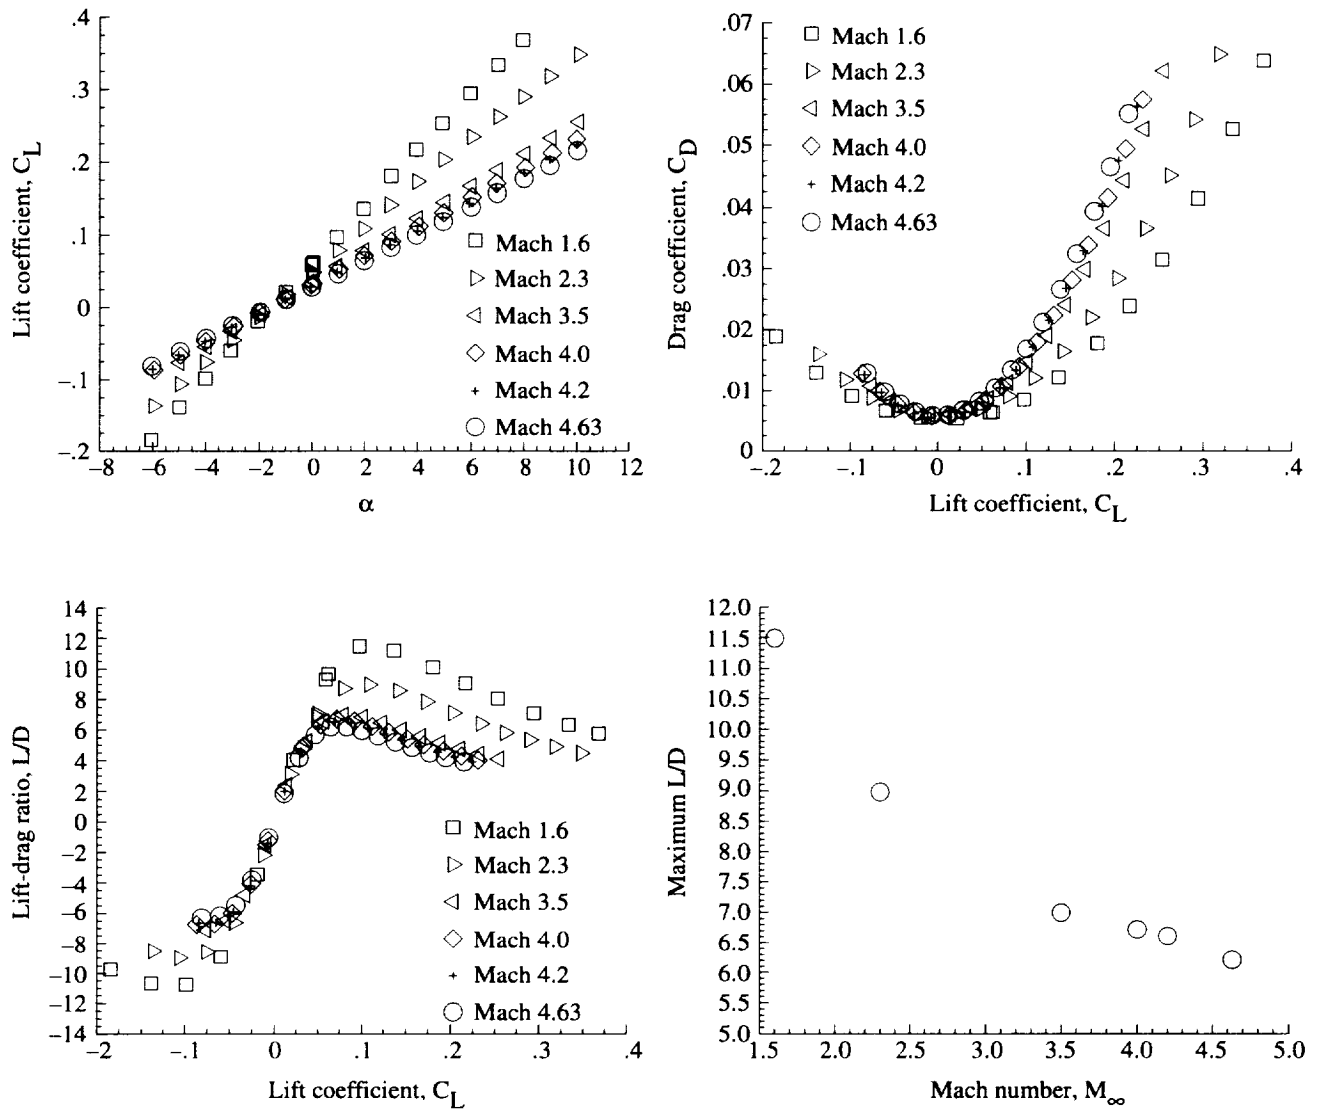 .4
.3
.2
.1
0
−.1
−.2
Lift coefficient, C_L
−8 −6 −4 −2 0 2 4 6 8 10 12
α
Mach 1.6
Mach 2.3
Mach 3.5
Mach 4.0
Mach 4.2
Mach 4.63
.07
.06
.05
.04
.03
.02
.01
0
Drag coefficient, C_D
−.2 −.1 0 .1 .2 .3 .4
Lift coefficient, C_L
Mach 1.6
Mach 2.3
Mach 3.5
Mach 4.0
Mach 4.2
Mach 4.63
14
12
10
8
6
4
2
0
−2
−4
−6
−8
−10
−12
−14
Lift-drag ratio, L/D
−2 −.1 0 .1 .2 .3 .4
Lift coefficient, C_L
Mach 1.6
Mach 2.3
Mach 3.5
Mach 4.0
Mach 4.2
Mach 4.63
12.0
11.5
11.0
10.5
10.0
9.5
9.0
8.5
8.0
7.5
7.0
6.5
6.0
5.5
5.0
Maximum L/D
1.5 2.0 2.5 3.0 3.5 4.0 4.5 5.0
Mach number, M_∞